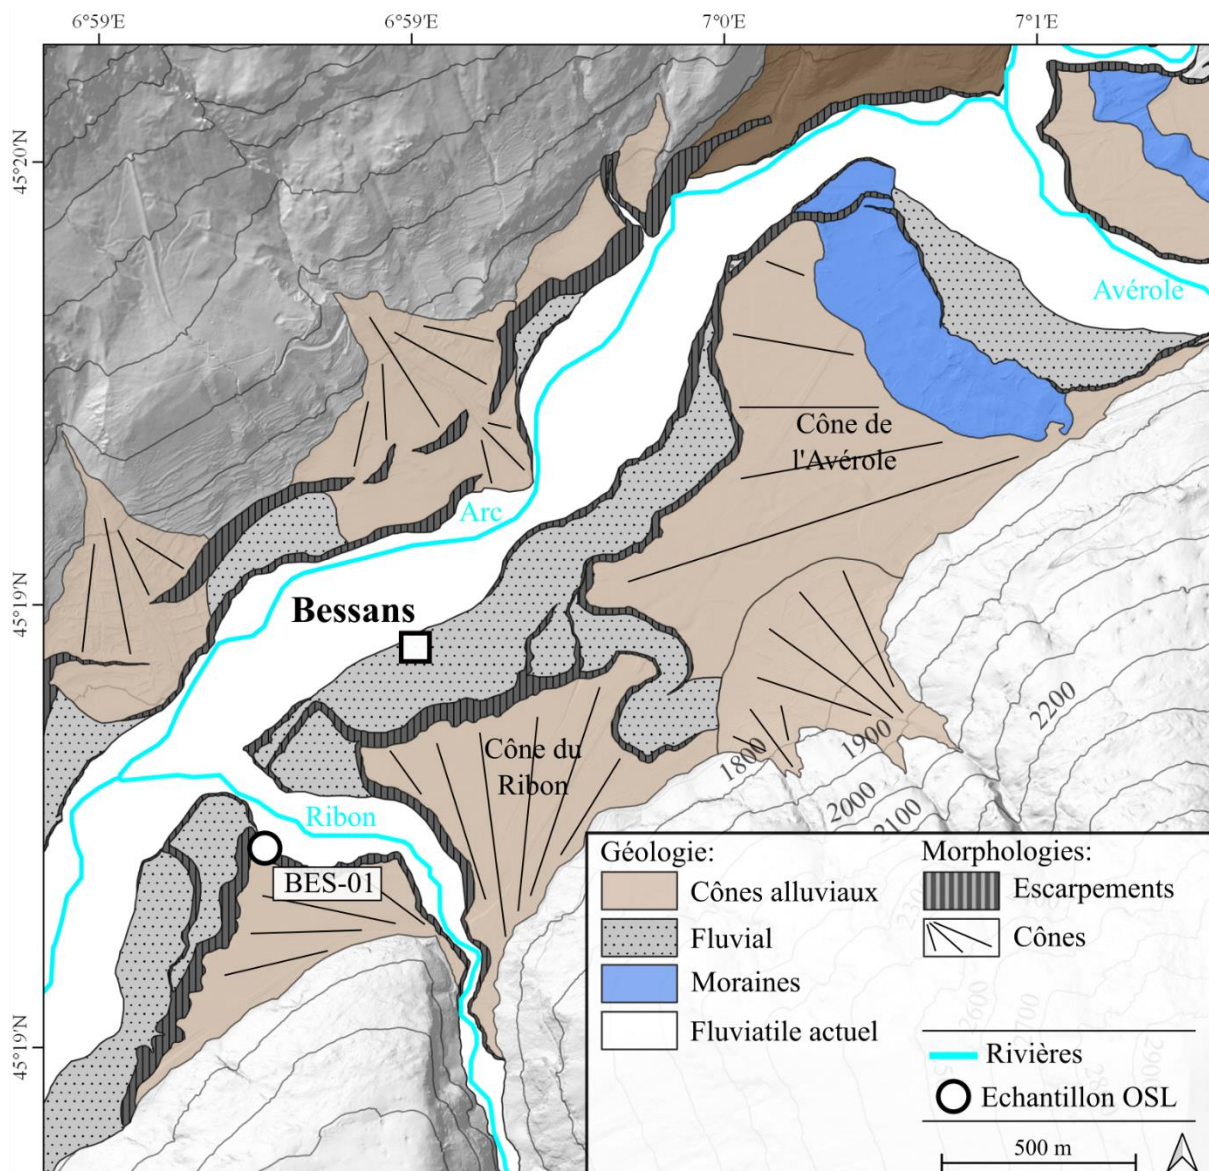 6°59'E
6°59'E
7°0'E
7°1'E
45°20'N
45°19'N
45°19'N
Avérole
Cône de
l'Avérole
Arc
Bessans
Cône du
Ribon
Ribon
BES-01
1800
1900
2000
2100
2200
Géologie:
Cônes alluviaux
Fluvial
Moraines
Fluviatile actuel
Morphologies:
Escarpements
Cônes
Rivières
Echantillon OSL
500 m